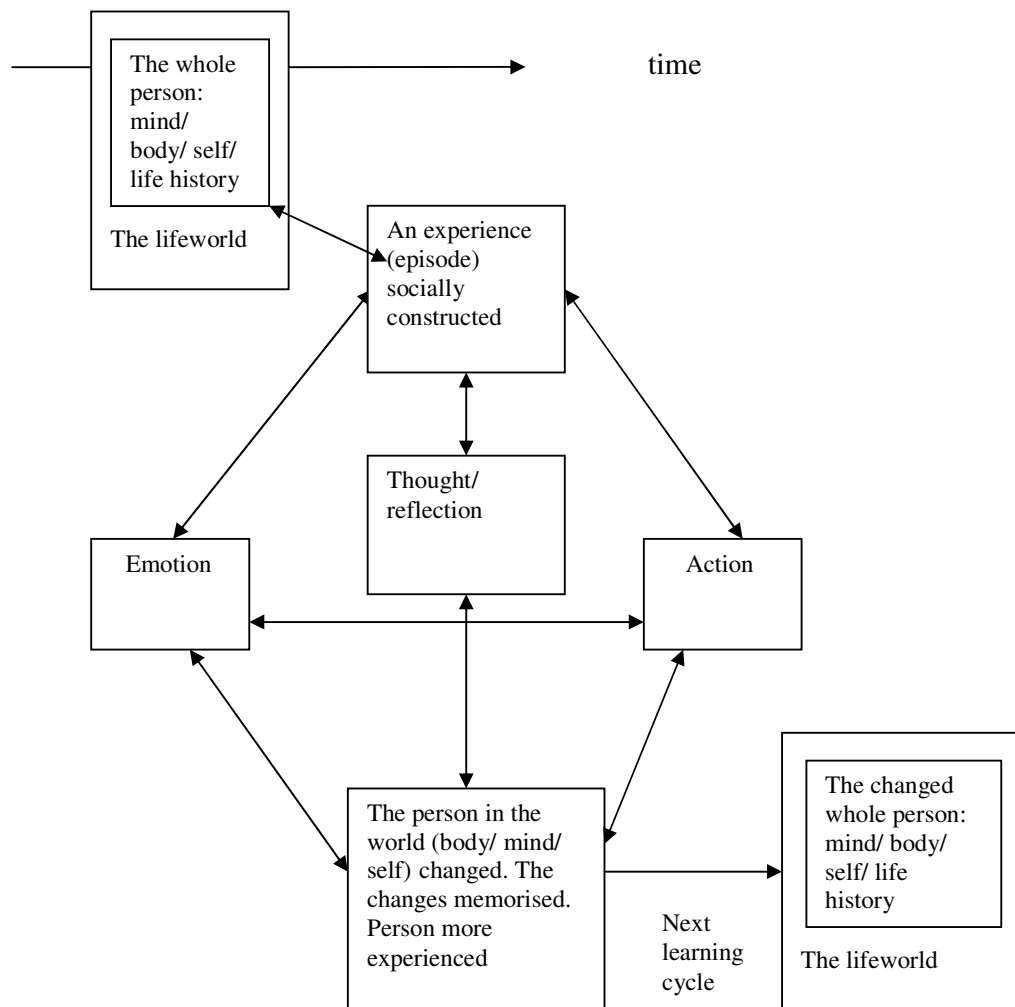 time
The whole
person:
mind/
body/ self/
life history
The lifeworld
An experience
(episode)
socially
constructed
Thought/
reflection
Emotion
Action
The person in the
world (body/ mind/
self) changed. The
changes memorised.
Person more
experienced
Next
learning
cycle
The changed
whole person:
mind/ body/
self/ life
history
The lifeworld